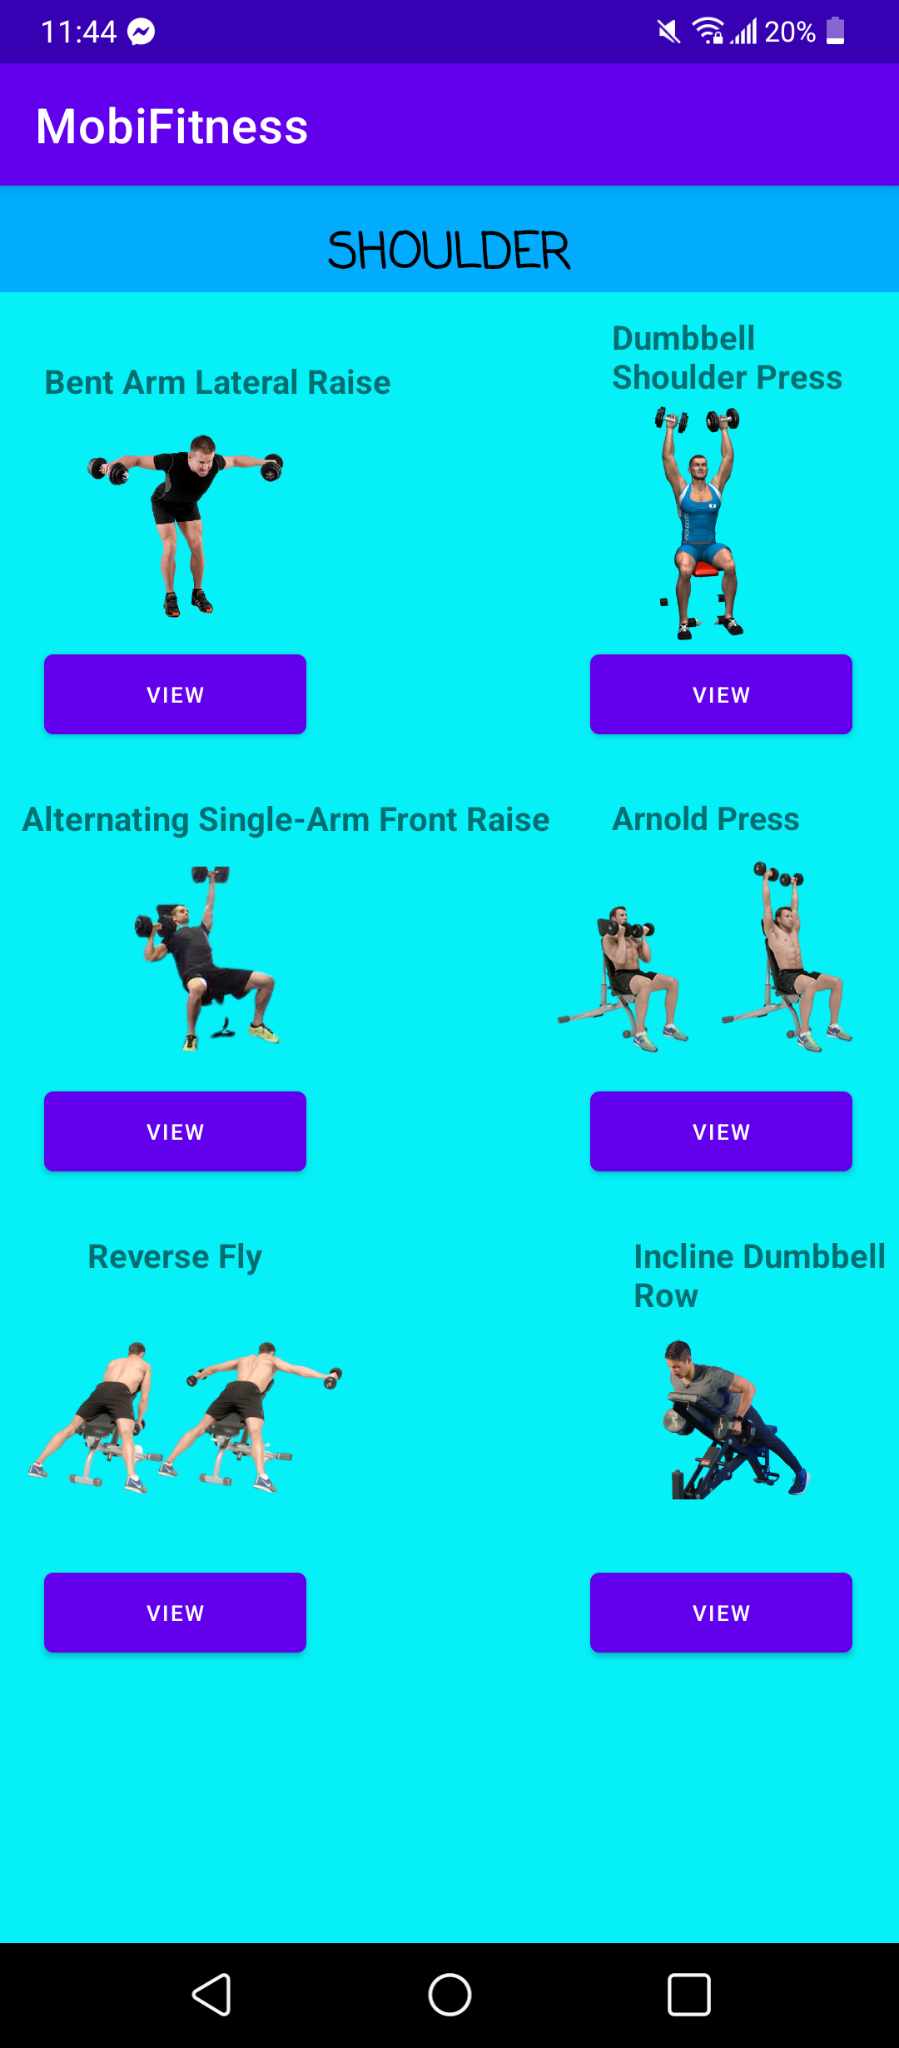 11:44
20%
MobiFitness
SHOULDER
Bent Arm Lateral Raise
Dumbbell
Shoulder Press
VIEW
VIEW
Alternating Single-Arm Front Raise
Arnold Press
VIEW
VIEW
Reverse Fly
Incline Dumbbell
Row
VIEW
VIEW